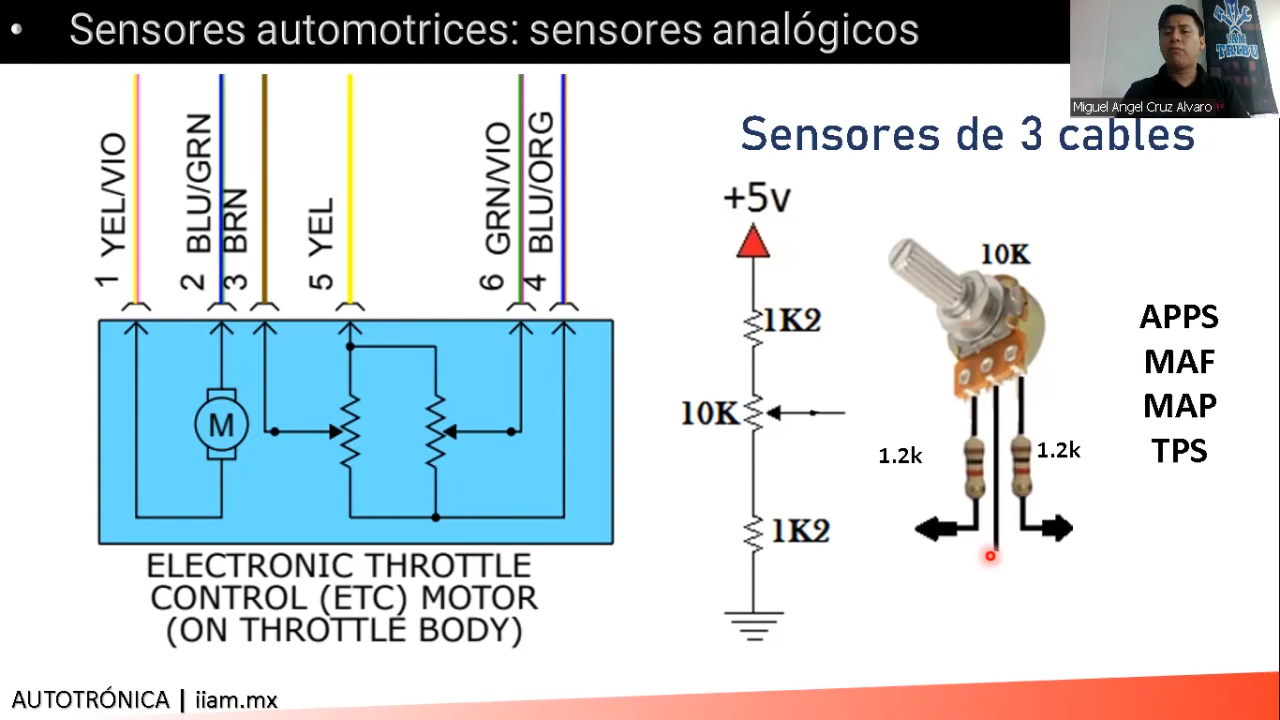 • Sensores automotrices: sensores analógicos
TRIBU
Miguel Angel Cruz Alvaro
Sensores de 3 cables
1 YEL/VIO
2 BLU/GRN
3 BRN
5 YEL
6 GRN/VIO
4 BLU/ORG
M
ELECTRONIC THROTTLE
CONTROL (ETC) MOTOR
(ON THROTTLE BODY)
+5v
1K2
10K
1K2
10K
1.2k
1.2k
APPS
MAF
MAP
TPS
AUTOTRÓNICA | iiam.mx